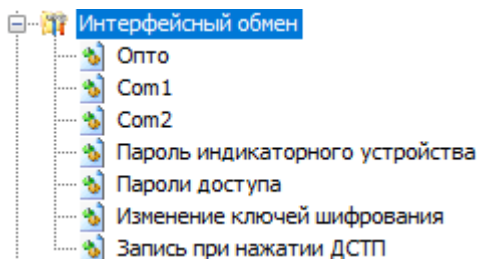 Интерфейсный обмен
Опто
Com1
Com2
Пароль индикаторного устройства
Пароли доступа
Изменение ключей шифрования
Запись при нажатии ДСТП